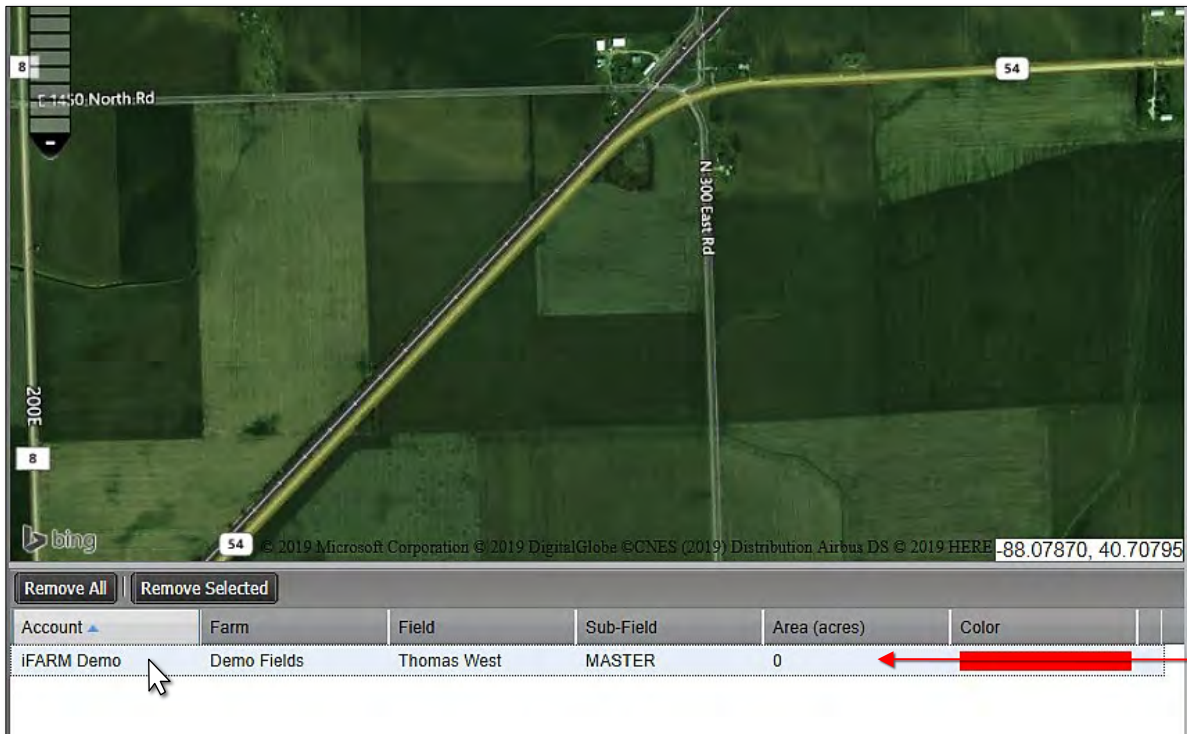 8
54
E 1450 North Rd
-
N 300 East Rd
200E
8
bing
54
© 2019 Microsoft Corporation © 2019 DigitalGlobe ©CNES (2019) Distribution Airbus DS © 2019 HERE
-88.07870, 40.70795
Remove All Remove Selected
Account Farm Field Sub-Field Area (acres) Color
iFARM Demo Demo Fields Thomas West MASTER 0